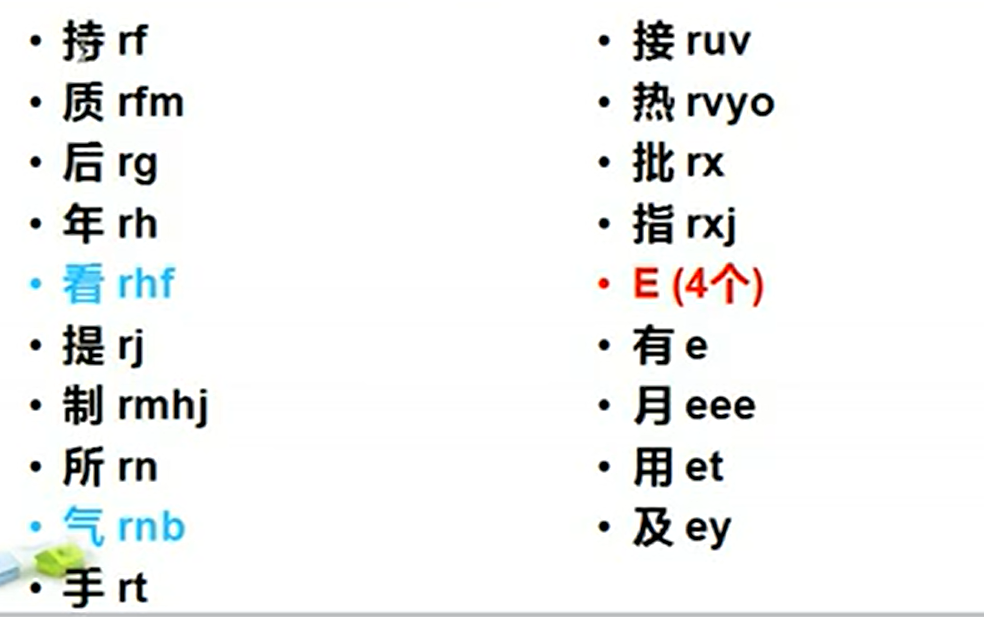 • 持 rf
• 质 rfm
• 后 rg
• 年 rh
• 看 rhf
• 提 rj
• 制 rmhj
• 所 rn
• 气 rnb
• 手 rt
• 接 ruv
• 热 rvyo
• 批 rx
• 指 rxj
• E (4个)
• 有 e
• 月 eee
• 用 et
• 及 ey